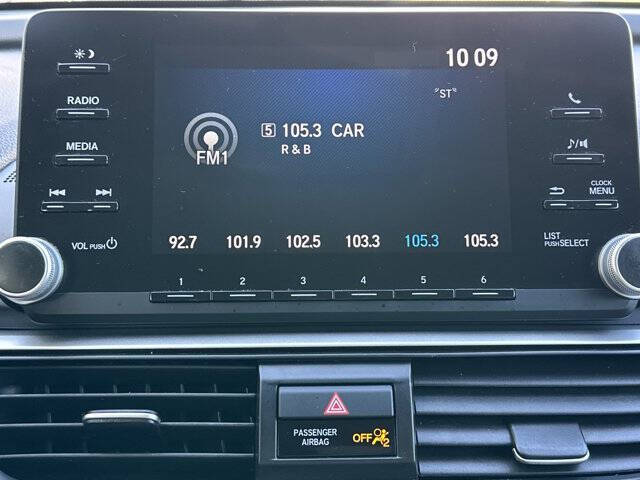 10 09
RADIO
"ST"
5 105.3 CAR
MEDIA
R & B
FM1
CLOCK
MENU
VOL PUSH
92.7 101.9 102.5 103.3 105.3 105.3
LIST
PUSH SELECT
1 2 3 4 5 6
PASSENGER
AIRBAG
OFF 2